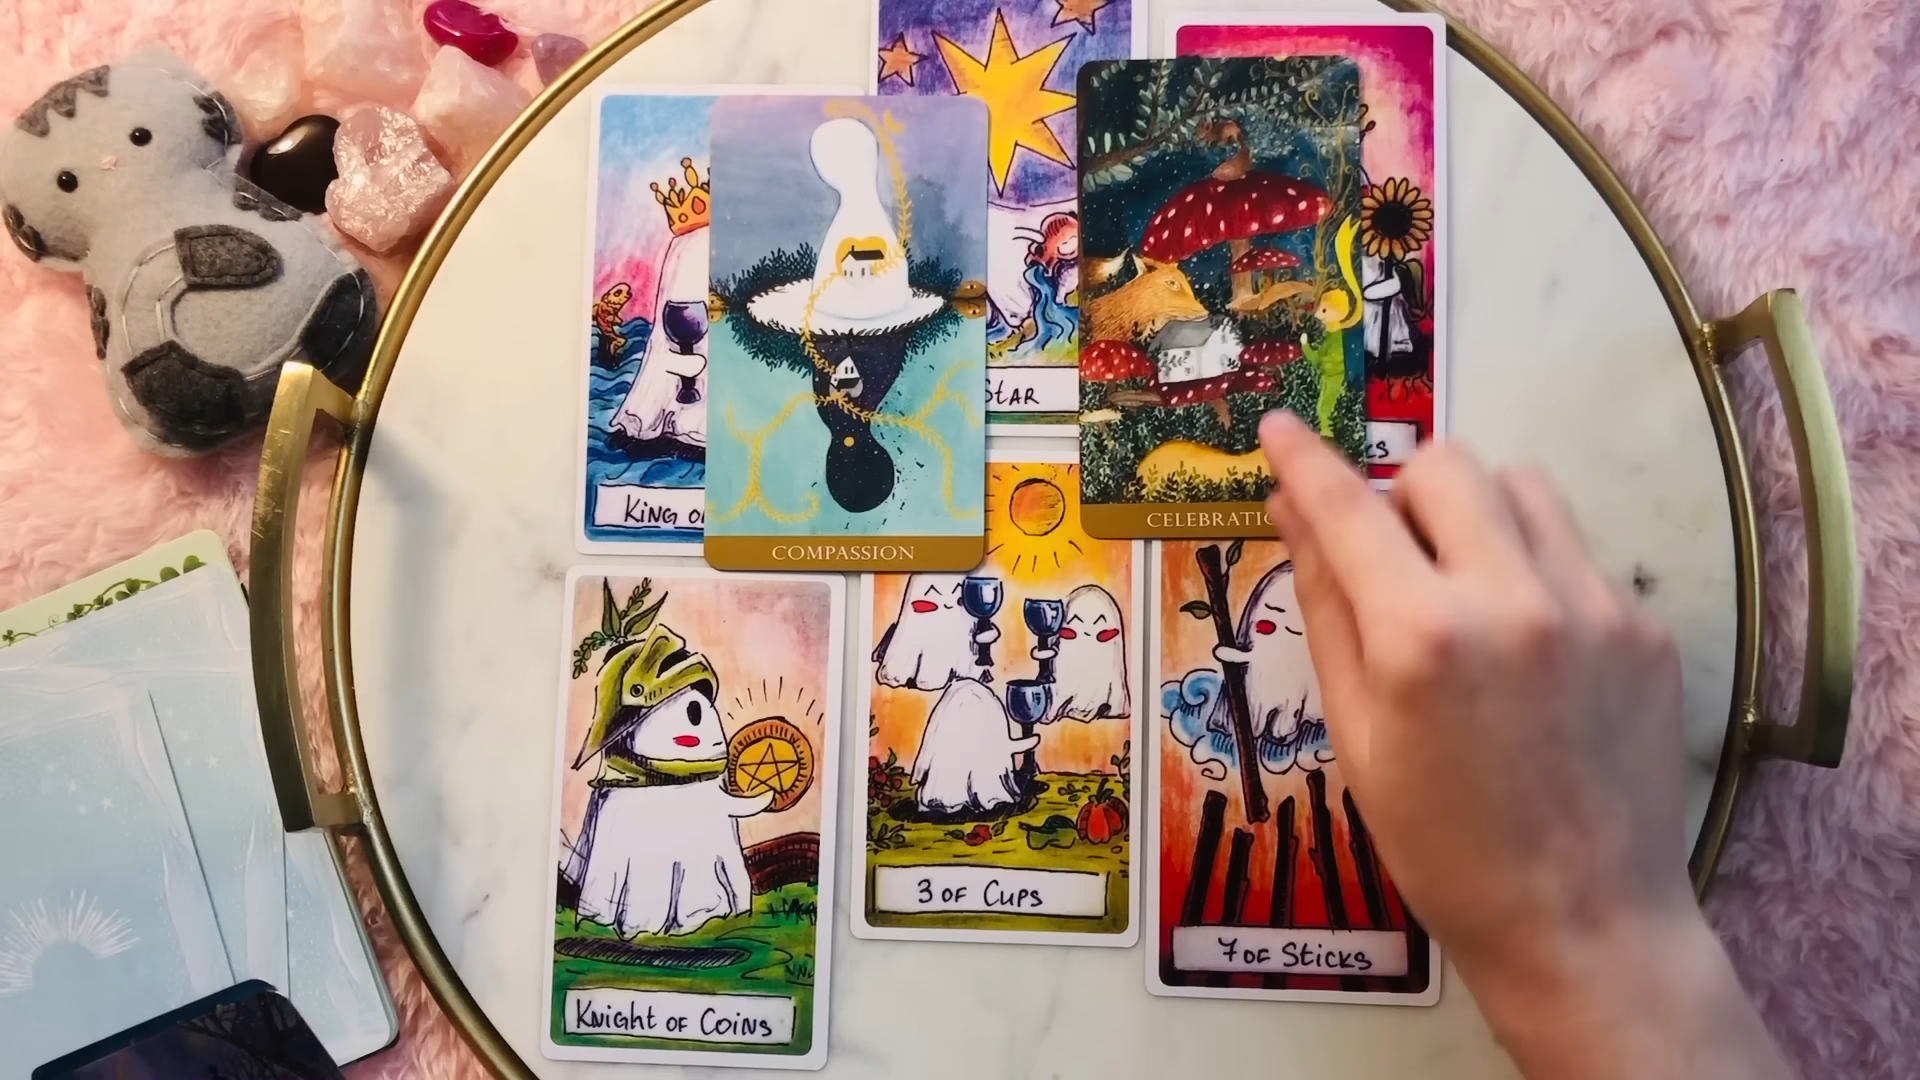 Star
King o
COMPASSION
CELEBRATIO
Knight of Coins
3 of Cups
7 of Sticks